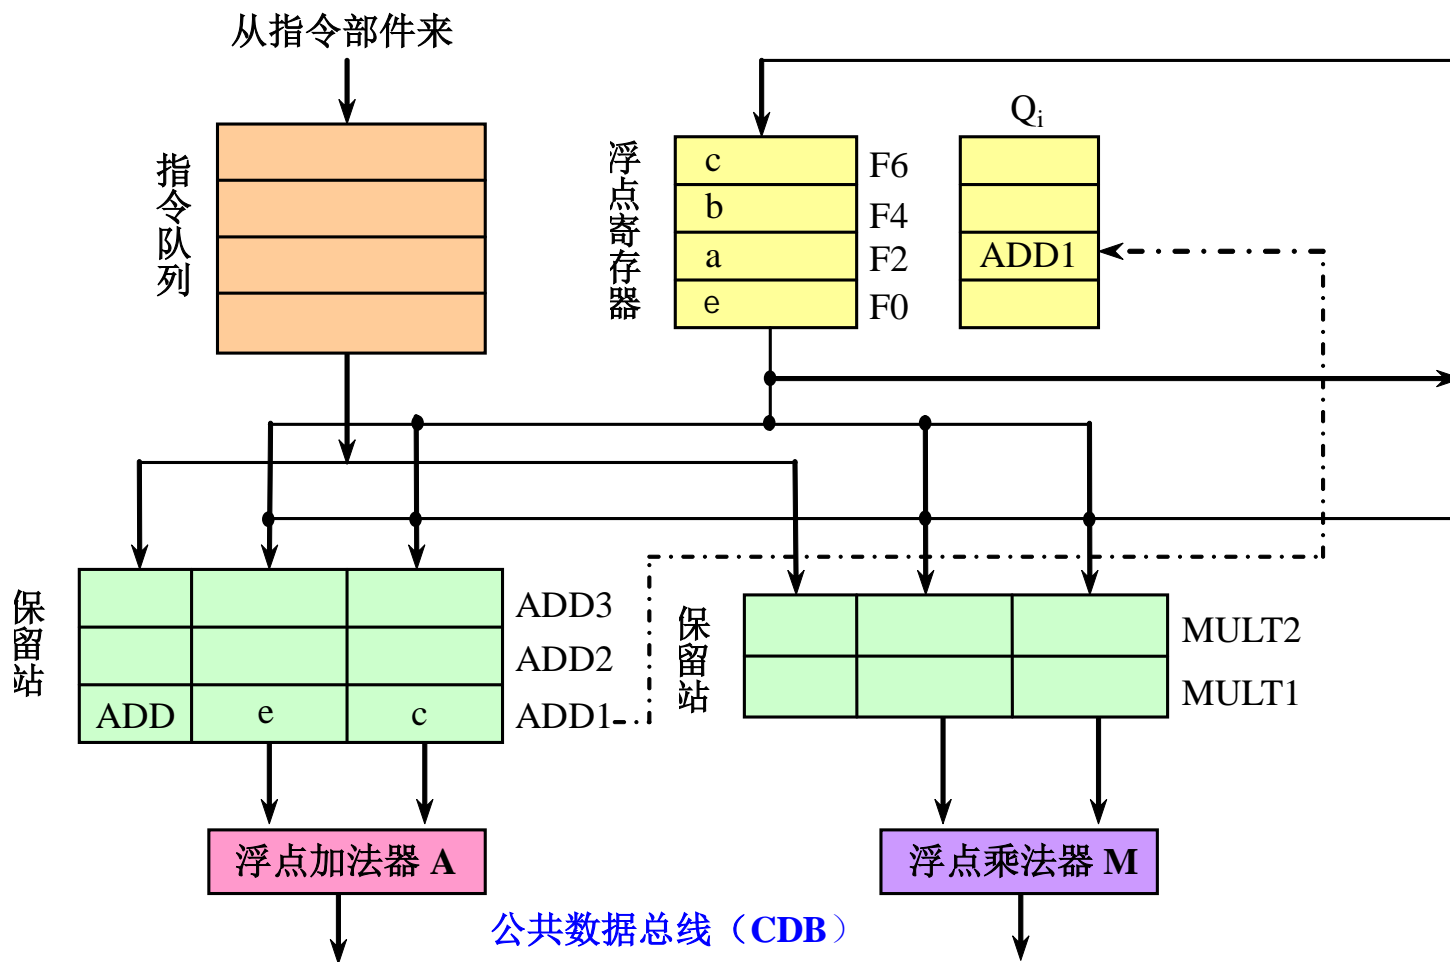 从指令部件来
指令队列
浮点寄存器
Qi
c F6
b F4
a F2 ADD1
e F0
保留站
ADD3
ADD2
ADD e c ADD1
保留站
MULT2
MULT1
浮点加法器 A
浮点乘法器 M
公共数据总线（CDB）